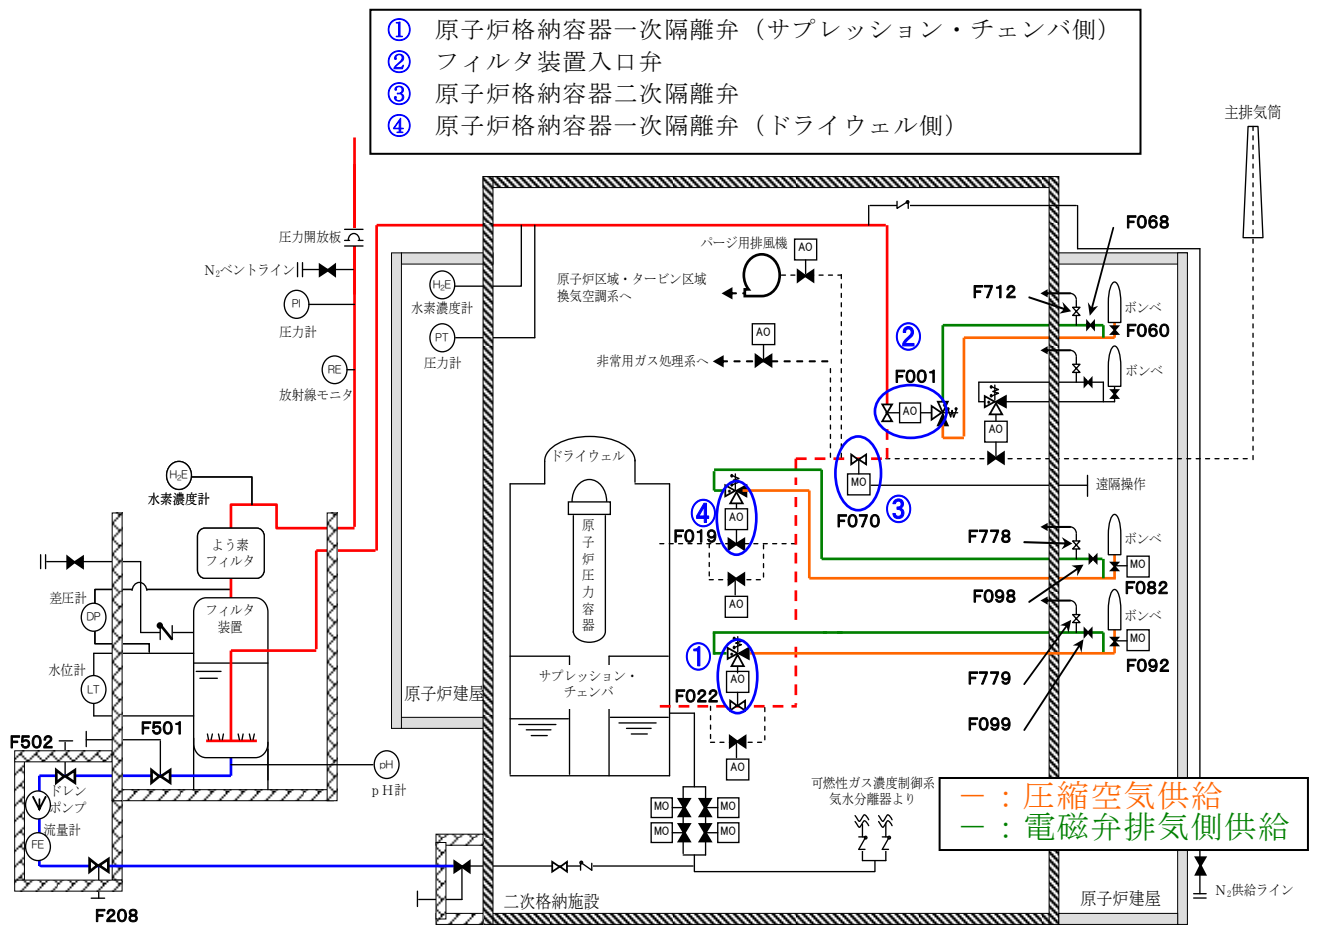 ① 原子炉格納容器一次隔離弁（サプレッション・チェンバ側）
② フィルタ装置入口弁
③ 原子炉格納容器二次隔離弁
④ 原子炉格納容器一次隔離弁（ドライウェル側）
主排気筒
圧力開放板
N₂ベントライン
PI
圧力計
RE
放射線モニタ
H₂E
水素濃度計
PT
圧力計
パージ用排風機
AO
原子炉区域・タービン区域
換気空調系へ
AO
非常用ガス処理系へ
②
F001
AO
F068
F712
ボンベ
F060
ボンベ
AO
H₂E
水素濃度計
よう素
フィルタ
フィルタ
装置
差圧計
DP
水位計
LT
ドライウェル
原子炉圧力容器
サプレッション・
チェンバ
④
F019
AO
AO
MO
F070
③
遠隔操作
F778
ボンベ
MO
F082
F098
ボンベ
MO
F092
F779
F099
①
F022
AO
AO
原子炉建屋
F501
F502
ドレン
ポンプ
流量計
FE
F208
pH
pH計
MO
MO
MO
MO
可燃性ガス濃度制御系
気水分離器より
－：圧縮空気供給
－：電磁弁排気側供給
二次格納施設
原子炉建屋
N₂供給ライン